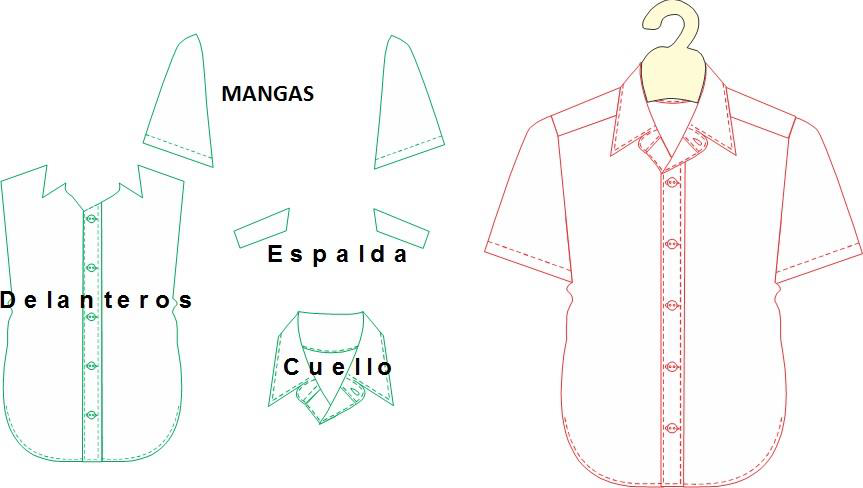 MANGAS
Espalda
Delanteros
Cuello